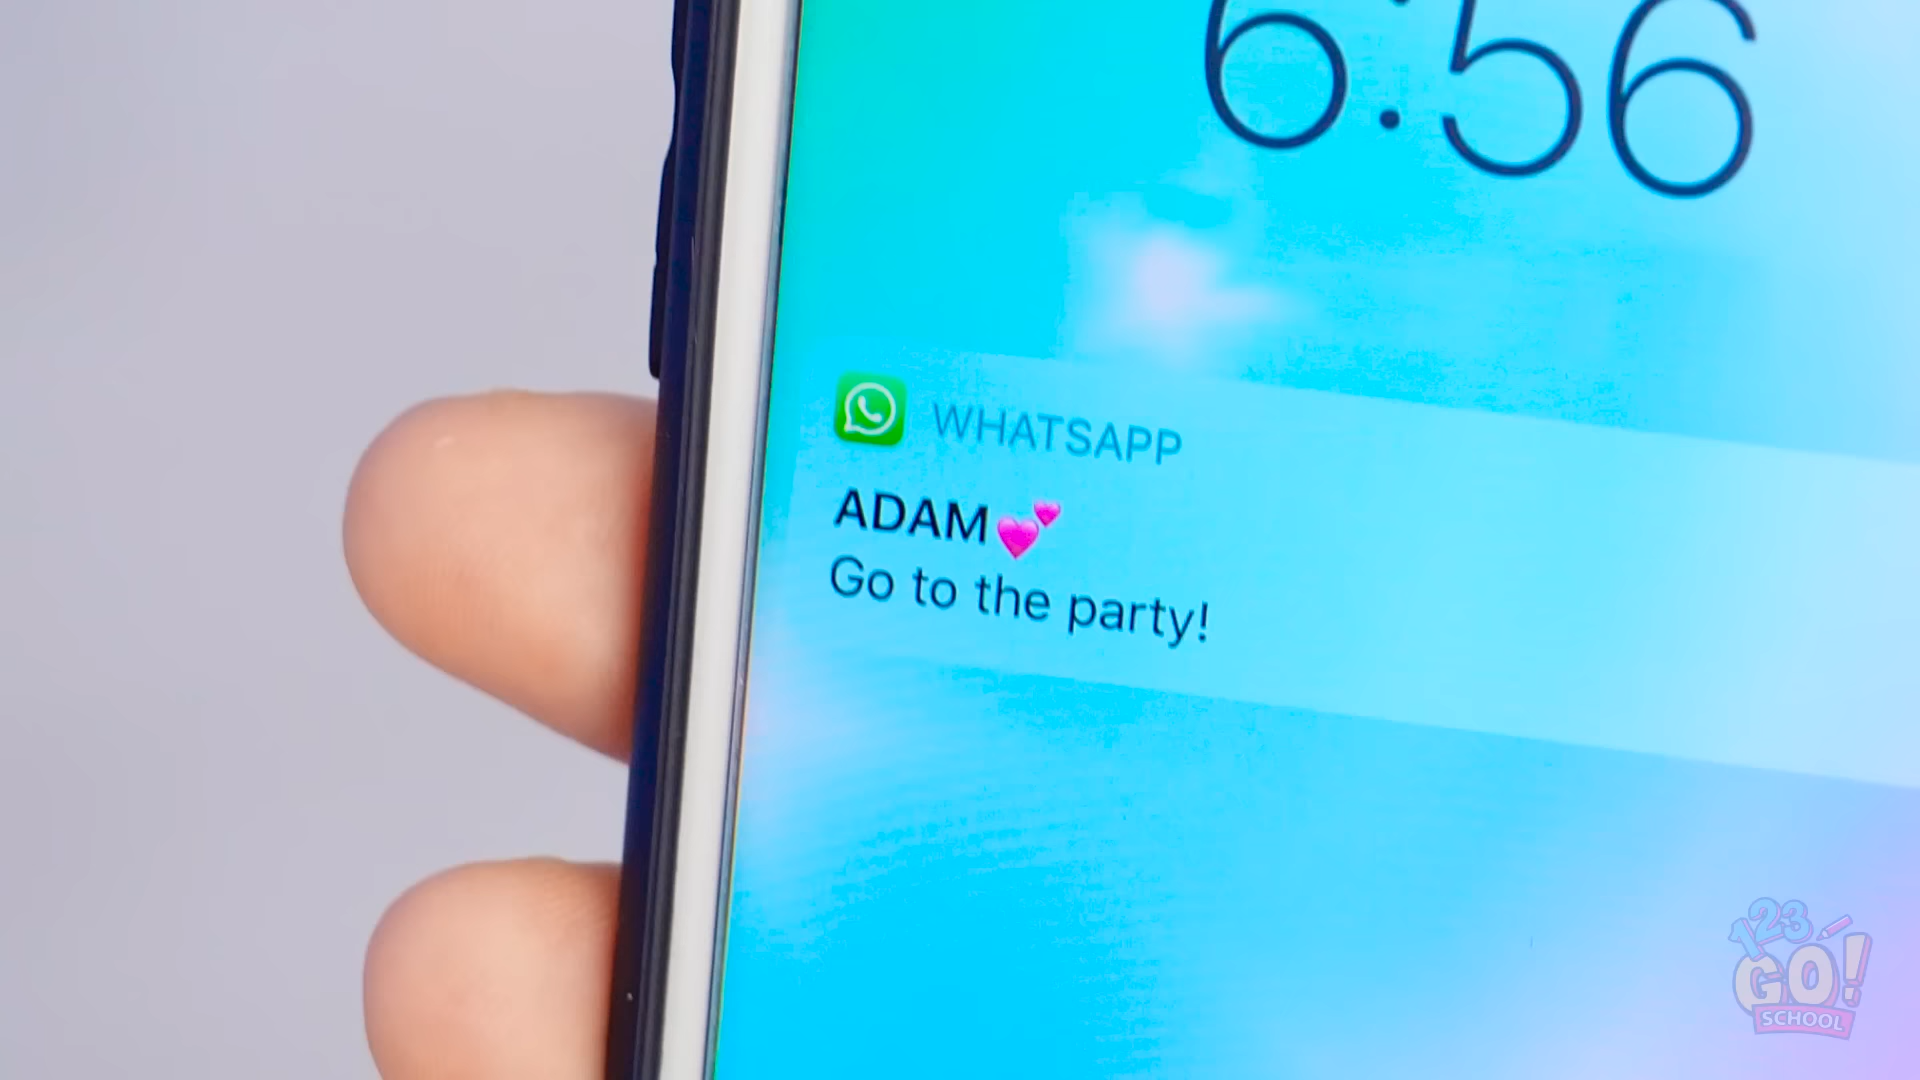 6:56
WHATSAPP
ADAM💕
Go to the party!
123
GO!
SCHOOL